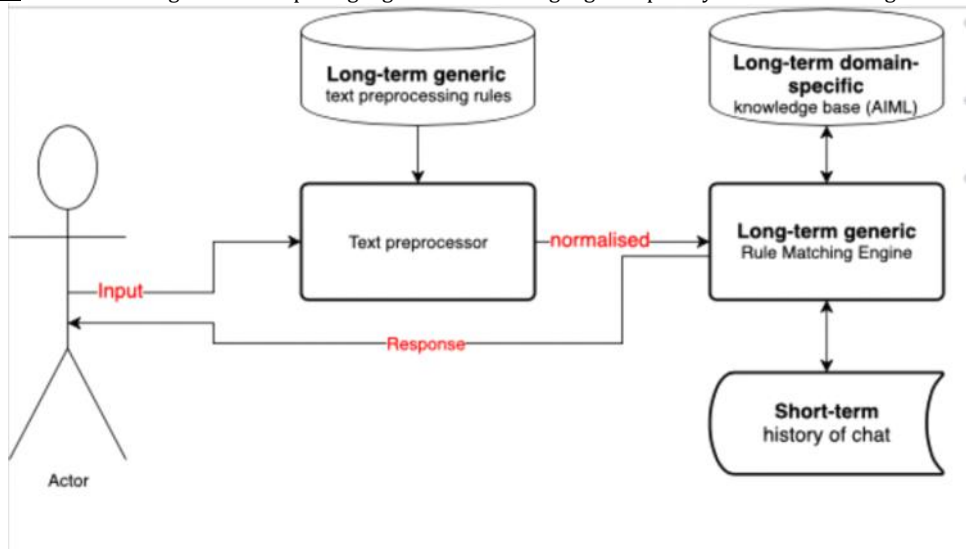 Long-term generic
text preprocessing rules
Long-term domain-
specific
knowledge base (AIML)
Text preprocessor
normalised
Long-term generic
Rule Matching Engine
Input
Response
Short-term
history of chat
Actor